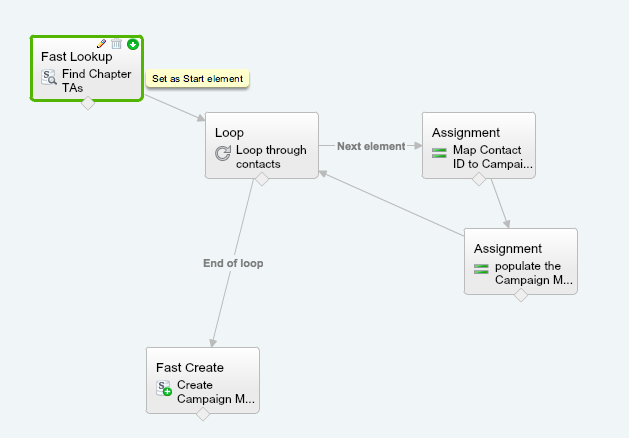 Fast Lookup
Find Chapter
TAs
Set as Start element
Loop
Loop through
contacts
Next element
Assignment
Map Contact
ID to Campai...
Assignment
populate the
Campaign M...
End of loop
Fast Create
Create
Campaign M...